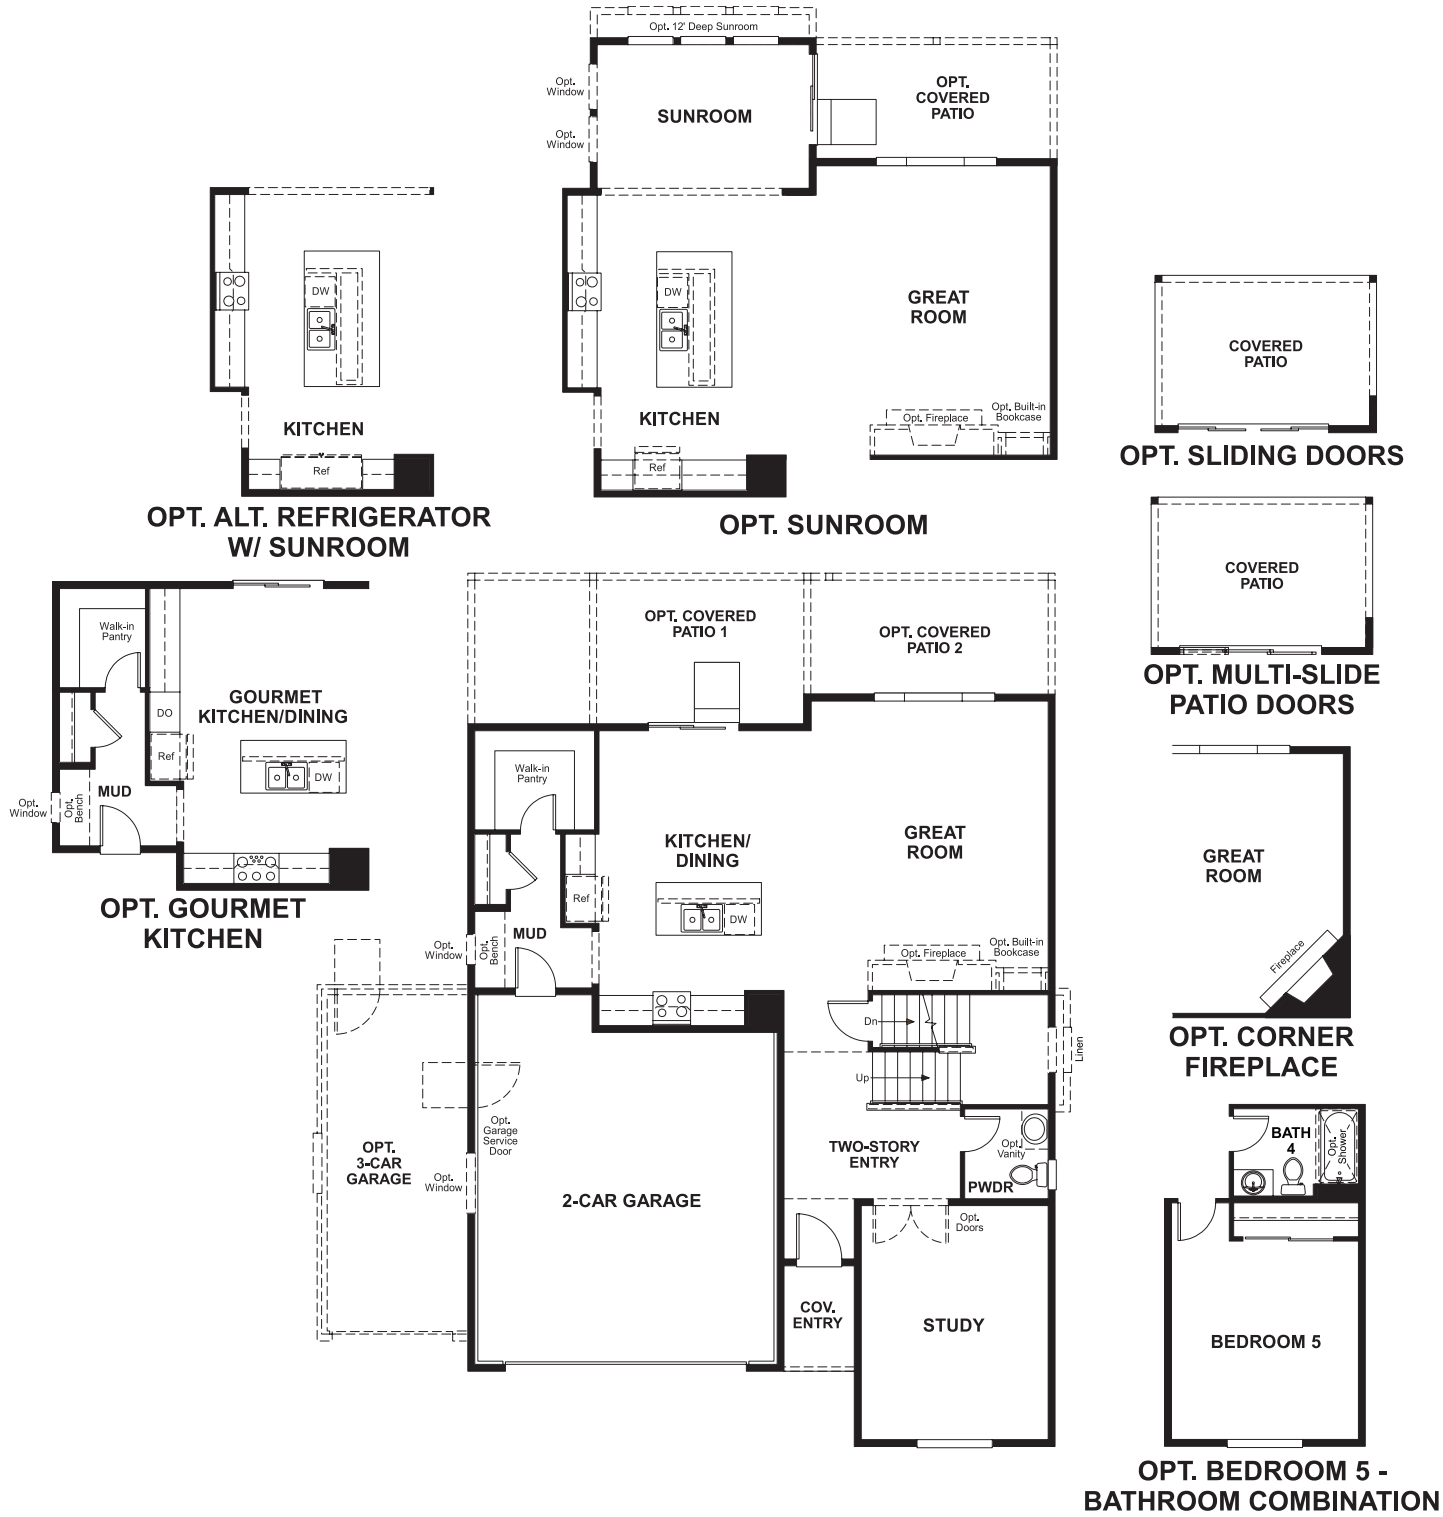 Opt. 12' Deep Sunroom
Opt.
Window
Opt.
Window
SUNROOM
OPT.
COVERED
PATIO
DW
KITCHEN
Ref
OPT. ALT. REFRIGERATOR
W/ SUNROOM
DW
GREAT
ROOM
KITCHEN
Opt. Fireplace
Opt. Built-in
Bookcase
Ref
OPT. SUNROOM
COVERED
PATIO
OPT. SLIDING DOORS
COVERED
PATIO
OPT. MULTI-SLIDE
PATIO DOORS
Walk-in
Pantry
GOURMET
KITCHEN/DINING
DO
Ref
DW
MUD
Opt.
Window
Opt.
Bench
OPT. GOURMET
KITCHEN
OPT. COVERED
PATIO 1
OPT. COVERED
PATIO 2
Walk-in
Pantry
KITCHEN/
DINING
GREAT
ROOM
Ref
DW
MUD
Opt.
Window
Opt.
Bench
Opt. Fireplace
Opt. Built-in
Bookcase
Dn
Up
Linen
Opt.
Garage
Service
Door
OPT.
3-CAR
GARAGE
Opt.
Window
2-CAR GARAGE
TWO-STORY
ENTRY
Opt.
Vanity
PWDR
Opt.
Doors
COV.
ENTRY
STUDY
GREAT
ROOM
Fireplace
OPT. CORNER
FIREPLACE
BATH
4
Opt.
Shower
BEDROOM 5
OPT. BEDROOM 5 -
BATHROOM COMBINATION